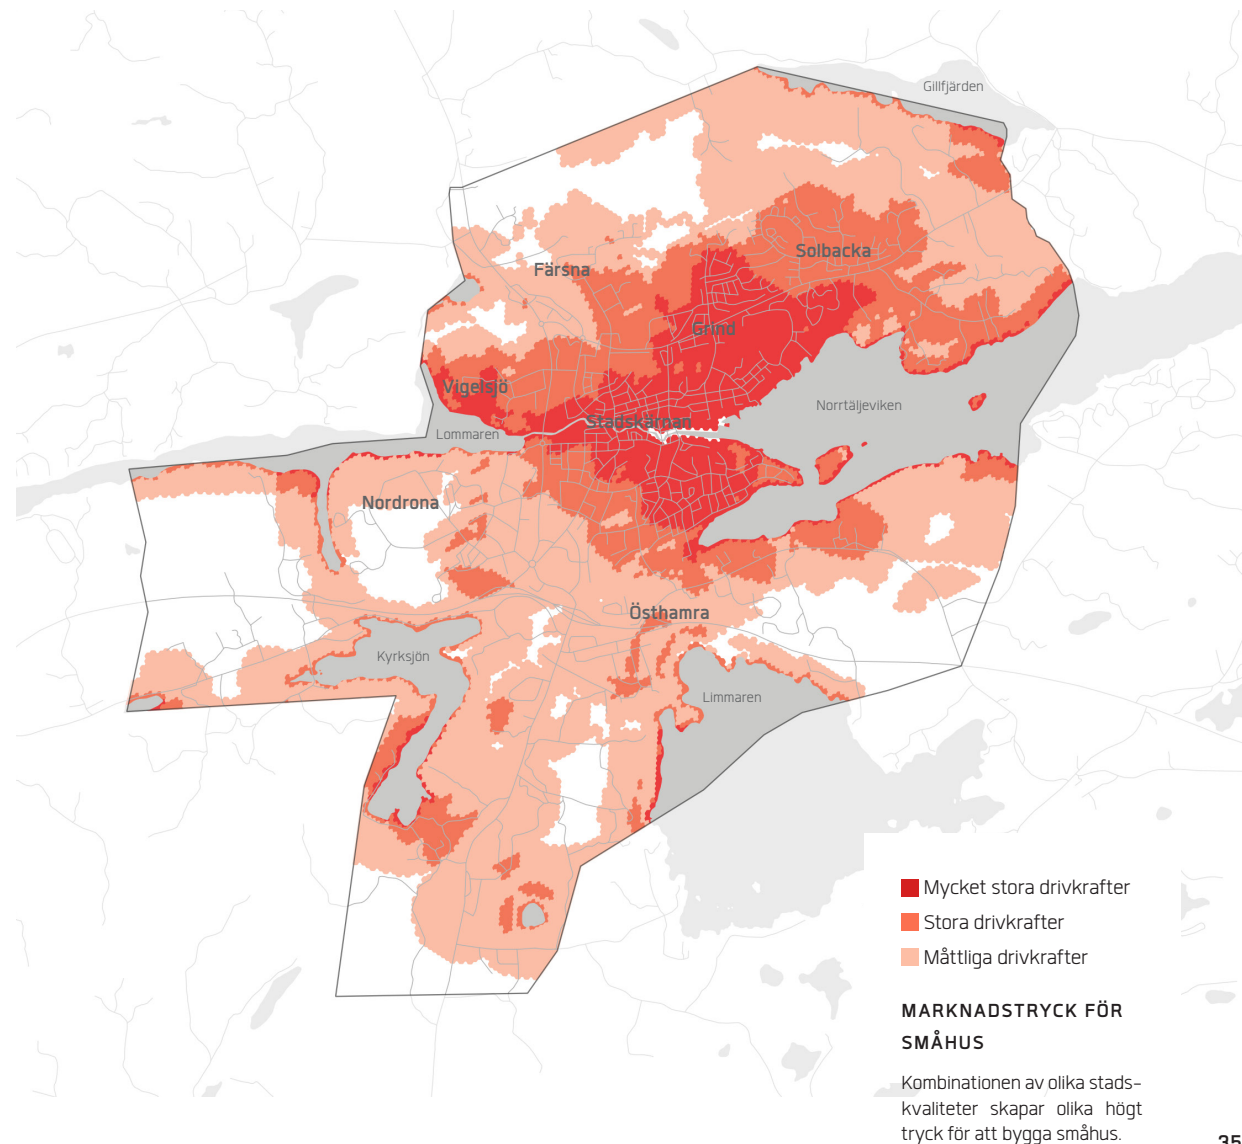 Gillfjärden
Solbacka
Färsna
Grind
Vigelsjö
Norrtäljeviken
Stadskärnan
Lommaren
Nordrona
Östhamra
Kyrksjön
Limmaren
Mycket stora drivkrafter
Stora drivkrafter
Måttliga drivkrafter
MARKNADSTRYCK FÖR
SMÅHUS
Kombinationen av olika stads-
kvaliteter skapar olika högt
tryck för att bygga småhus.
35